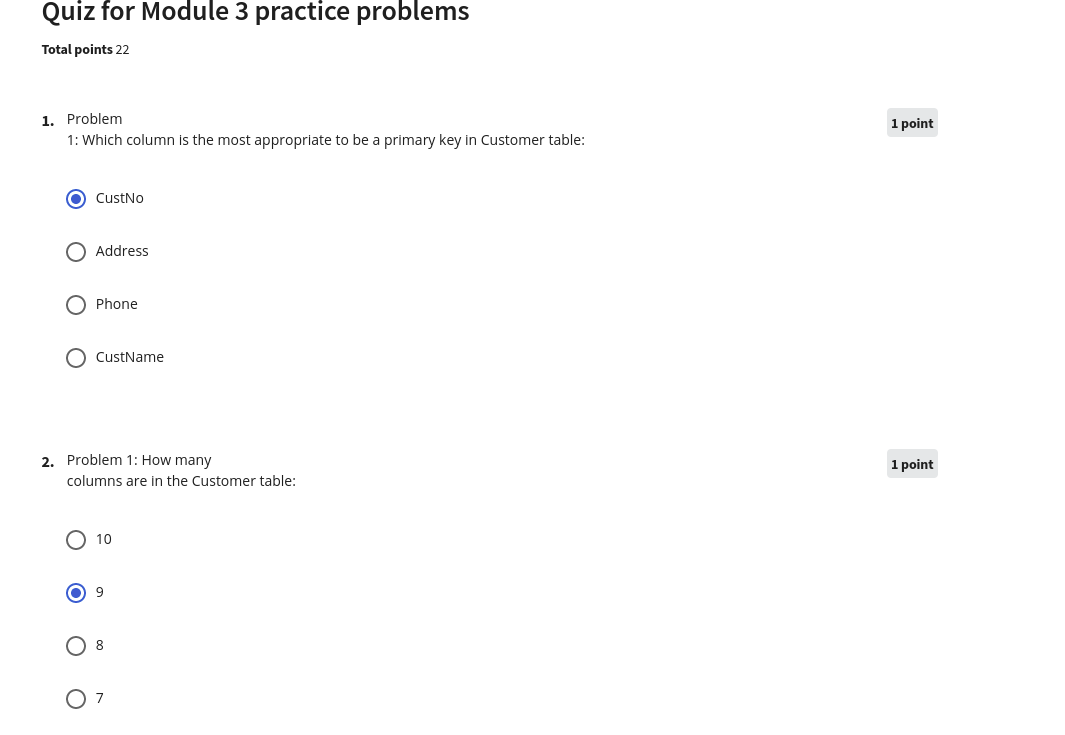 Quiz for Module 3 practice problems
Total points 22
1. Problem
1 point
1: Which column is the most appropriate to be a primary key in Customer table:
CustNo
Address
Phone
CustName
2. Problem 1: How many
1 point
columns are in the Customer table:
10
9
8
7